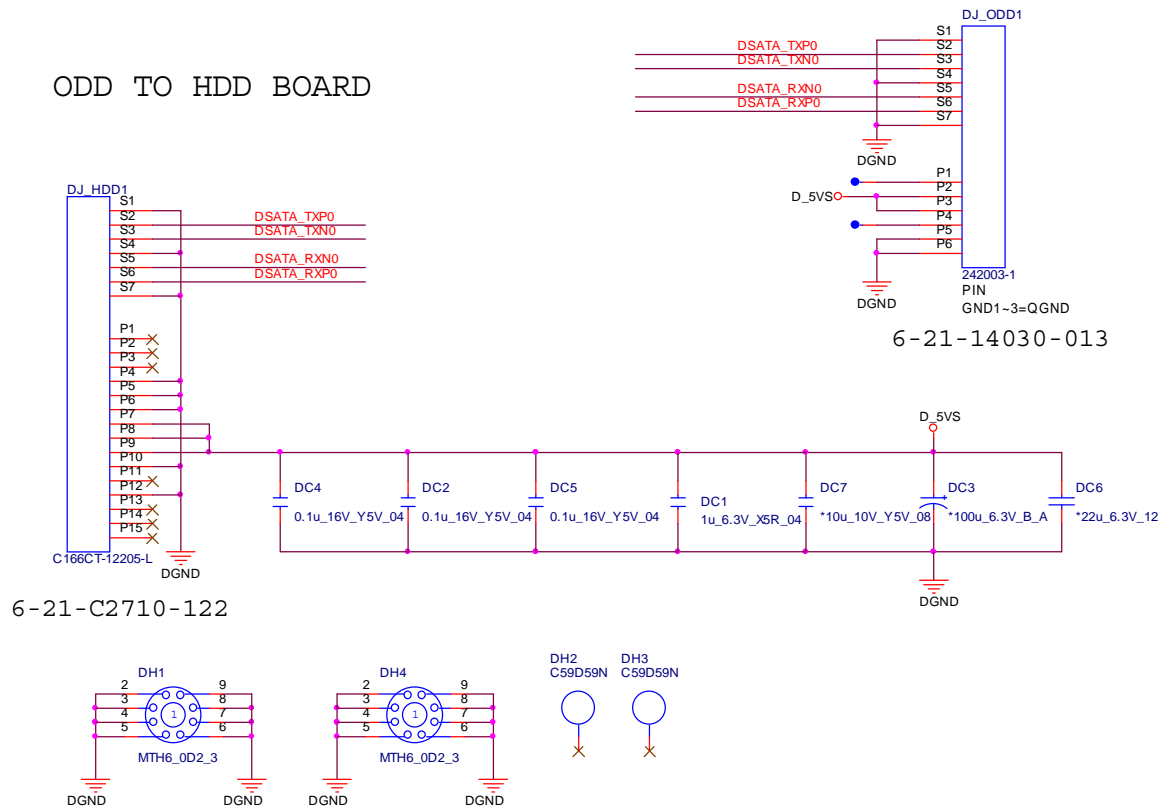 ODD TO HDD BOARD
DJ_ODD1
S1
DSATA_TXP0 S2
DSATA_TXN0 S3
S4
DSATA_RXN0 S5
DSATA_RXP0 S6
S7
DGND
P1
D_5VS P2
P3
P4
P5
P6
DGND
242003-1
PIN
GND1~3=QGND
6-21-14030-013
DJ_HDD1
S1
S2 DSATA_TXP0
S3 DSATA_TXN0
S4
S5 DSATA_RXN0
S6 DSATA_RXP0
S7
P1
P2
P3
P4
P5
P6
P7
P8
P9
P10
P11
P12
P13
P14
P15
C166CT-12205-L
DGND
6-21-C2710-122
D_5VS
DC4
0.1u_16V_Y5V_04
DC2
0.1u_16V_Y5V_04
DC5
0.1u_16V_Y5V_04
DC1
1u_6.3V_X5R_04
DC7
*10u_10V_Y5V_08
DC3
+
*100u_6.3V_B_A
DC6
*22u_6.3V_12
DGND
DH1
2 9
3 8
4 1 7
5 6
MTH6_0D2_3
DGND DGND
DH4
2 9
3 8
4 1 7
5 6
MTH6_0D2_3
DGND DGND
DH2
C59D59N
DH3
C59D59N